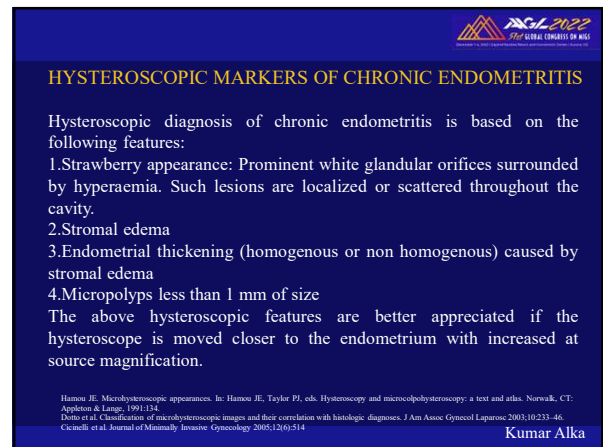 AAGL 2022
51st GLOBAL CONGRESS ON MIGS
HYSTEROSCOPIC MARKERS OF CHRONIC ENDOMETRITIS
Hysteroscopic diagnosis of chronic endometritis is based on the
following features:
1.Strawberry appearance: Prominent white glandular orifices surrounded
by hyperaemia. Such lesions are localized or scattered throughout the
cavity.
2.Stromal edema
3.Endometrial thickening (homogenous or non homogenous) caused by
stromal edema
4.Micropolyps less than 1 mm of size
The above hysteroscopic features are better appreciated if the
hysteroscope is moved closer to the endometrium with increased at
source magnification.
Hamou JE. Microhysteroscopic appearances. In: Hamou JE, Taylor PJ, eds. Hysteroscopy and microcolpohysteroscopy: a text and atlas. Norwalk, CT:
Appleton & Lange, 1991:134.
Dotto et al. Classification of microhysteroscopic images and their correlation with histologic diagnoses. J Am Assoc Gynecol Laparosc 2003;10:233–46.
Cicinelli et al. Journal of Minimally Invasive Gynecology 2005;12(6):514
Kumar Alka